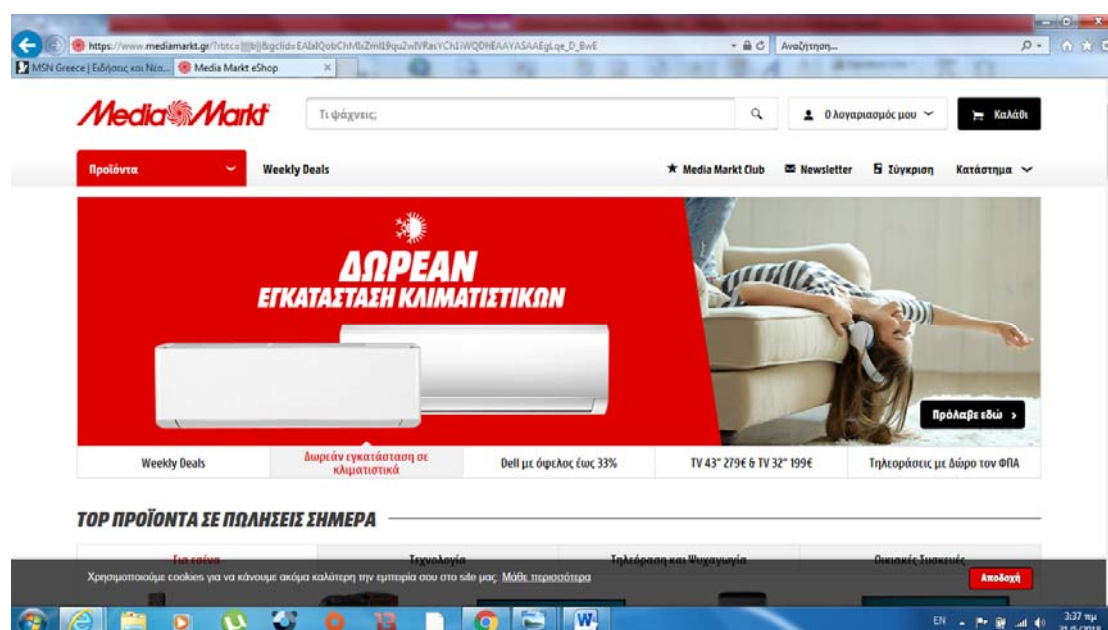 Αναζήτηση...
MSN Greece | Ειδήσεις και Νέα...
Media Markt eShop
Media Markt
Τι ψάχνεις;
Ο λογαριασμός μου
Καλάθι
Προϊόντα
Weekly Deals
Media Markt Club
Newsletter
Σύγκριση
Κατάστημα
ΔΩΡΕΑΝ
ΕΓΚΑΤΑΣΤΑΣΗ ΚΛΙΜΑΤΙΣΤΙΚΩΝ
Πρόλαβε εδώ
Weekly Deals
Δωρεάν εγκατάσταση σε
κλιματιστικά
Dell με όφελος έως 33%
TV 43" 279€ & TV 32" 199€
Τηλεοράσεις με Δώρο τον ΦΠΑ
TOP ΠΡΟΪΟΝΤΑ ΣΕ ΠΩΛΗΣΕΙΣ ΣΗΜΕΡΑ
Για εσένα
Τεχνολογία
Τηλεόραση και Ψυχαγωγία
Οικιακές Συσκευές
Χρησιμοποιούμε cookies για να κάνουμε ακόμα καλύτερη την εμπειρία σου στο site μας. Μάθε περισσότερα
Αποδοχή
EN
3:37 πμ